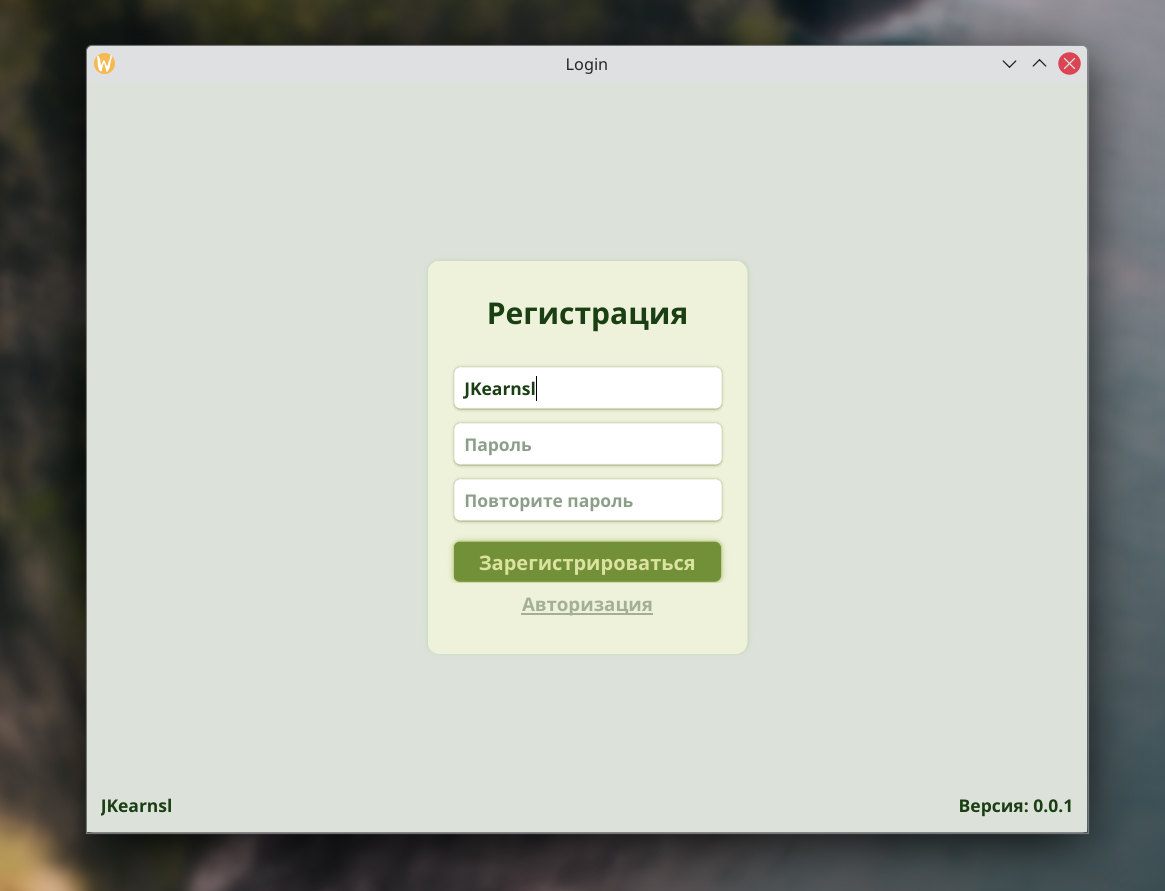 Login
Регистрация
JKearnsl
Пароль
Повторите пароль
Зарегистрироваться
Авторизация
JKearnsl
Версия: 0.0.1